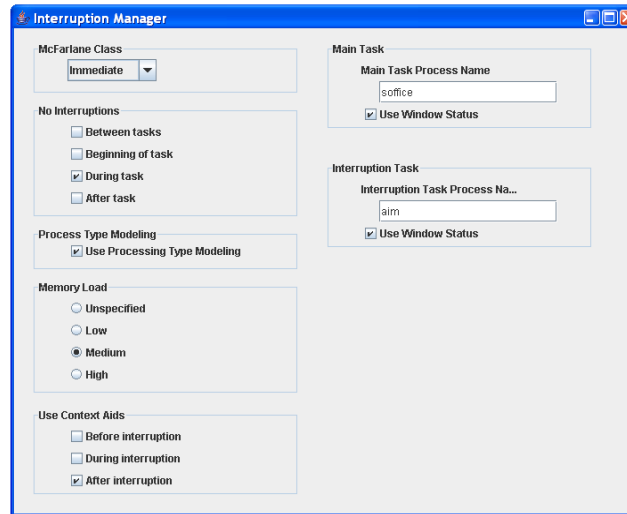 Interruption Manager
McFarlane Class
Immediate
No Interruptions
Between tasks
Beginning of task
During task
After task
Process Type Modeling
Use Processing Type Modeling
Memory Load
Unspecified
Low
Medium
High
Use Context Aids
Before interruption
During interruption
After interruption
Main Task
Main Task Process Name
soffice
Use Window Status
Interruption Task
Interruption Task Process Na...
aim
Use Window Status